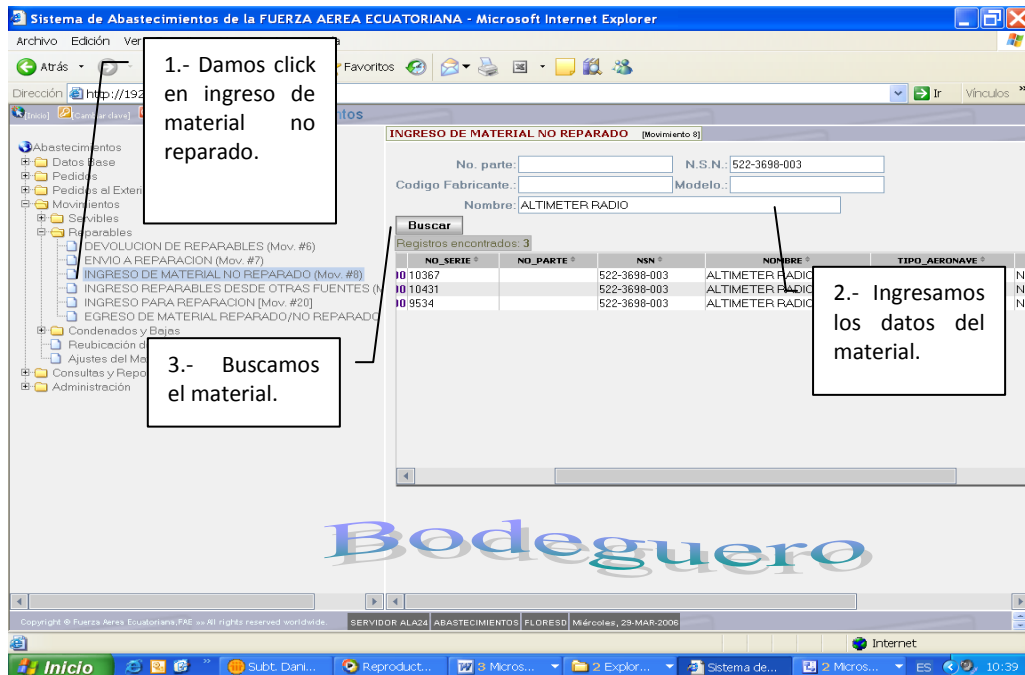 Sistema de Abastecimientos de la FUERZA AEREA ECUATORIANA - Microsoft Internet Explorer
Archivo Edición Ver
Atrás
Favoritos
Dirección http://192
Ir Vínculos
[Inicio] [Cambiar clave]
1.- Damos click
en ingreso de
material no
reparado.
Abastecimientos
Datos Base
Pedidos
Pedidos al Exteri
Movimientos
Servibles
Reparables
DEVOLUCION DE REPARABLES (Mov. #6)
ENVIO A REPARACION (Mov. #7)
INGRESO DE MATERIAL NO REPARADO (Mov. #8)
INGRESO REPARABLES DESDE OTRAS FUENTES (M
INGRESO PARA REPARACION [Mov. #20]
EGRESO DE MATERIAL REPARADO/NO REPARADO
Condenados y Bajas
Reubicación d
Ajustes del Ma
Consultas y Repo
Administración
3.- Buscamos
el material.
INGRESO DE MATERIAL NO REPARADO [Movimiento 8]
No. parte: N.S.N.: 522-3698-003
Codigo Fabricante.: Modelo.:
Nombre: ALTIMETER RADIO
Buscar
Registros encontrados: 3
NO_SERIE NO_PARTE NSN NOMBRE TIPO_AERONAVE
10367 522-3698-003 ALTIMETER RADIO N
10431 522-3698-003 ALTIMETER RADIO N
9534 522-3698-003 ALTIMETER RADIO N
2.- Ingresamos
los datos del
material.
Bodeguero
Copyright © Fuerza Aerea Ecuatoriana,FAE »» All rights reserved worldwide. SERVIDOR ALA24 ABASTECIMIENTOS FLORESD Miércoles, 29-MAR-2006
Internet
Inicio Subt. Dani... Reproduct... 3 Micros... 2 Explor... Sistema de... 2 Micros... ES 10:39